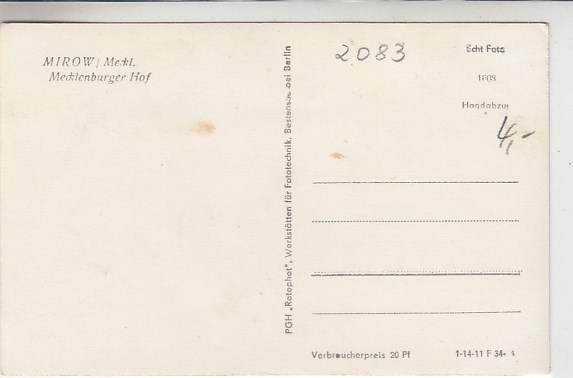 MIROW / Meckl.
Mecklenburger Hof
PGH „Rotophot", Werkstätten für Fototechnik, Bestensee bei Berlin
2083
Echt Foto
1808
Handabzug
4,-
Verbraucherpreis 20 Pf
1-14-11 F 34-